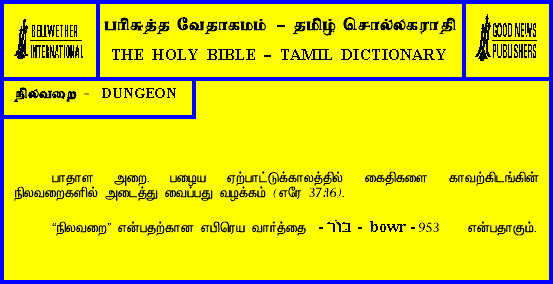 BELLWETHER
INTERNATIONAL
பரிசுத்த வேதாகமம் – தமிழ் சொல்லகராதி
THE HOLY BIBLE – TAMIL DICTIONARY
GOOD NEWS
PUBLISHERS
நிலவறை - DUNGEON
பாதாள அறை. பழைய ஏற்பாட்டுக்காலத்தில் கைதிகளை காவற்கிடங்கின்
நிலவறைகளில் அடைத்து வைப்பது வழக்கம் (எரே 37:16).
“நிலவறை” என்பதற்கான எபிரெய வார்த்தை - בּוֹר - bowr - 953 என்பதாகும்.